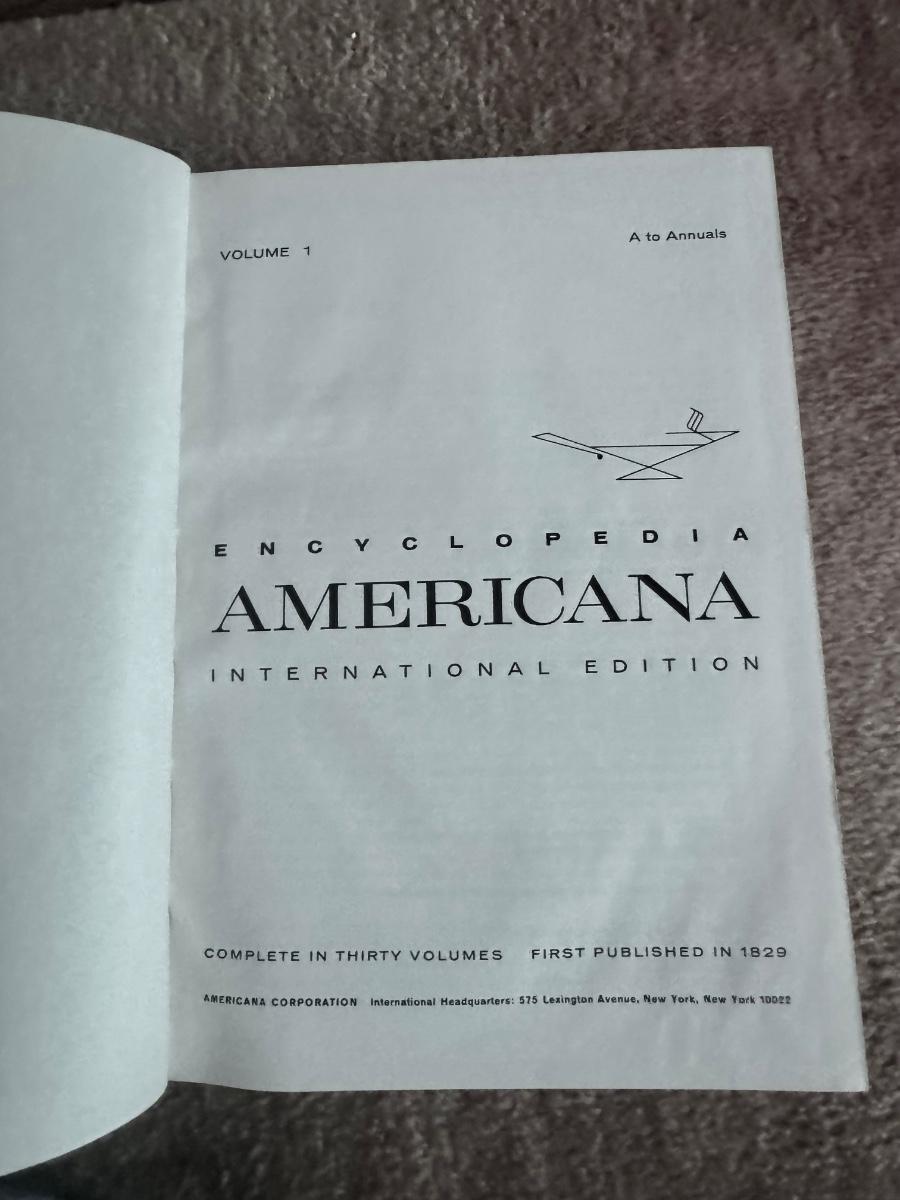 VOLUME 1
A to Annuals
ENCYCLOPEDIA
AMERICANA
INTERNATIONAL EDITION
COMPLETE IN THIRTY VOLUMES FIRST PUBLISHED IN 1829
AMERICANA CORPORATION International Headquarters: 575 Lexington Avenue, New York, New York 10022